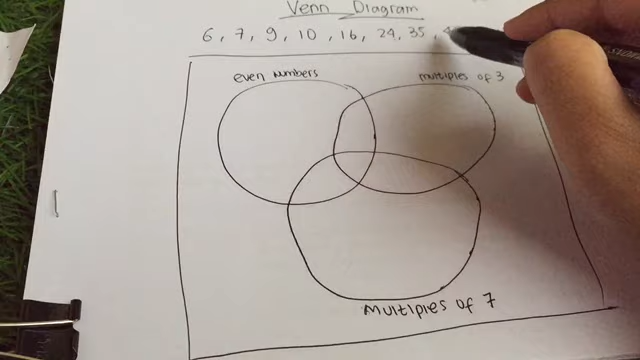 Venn Diagram
6, 7, 9, 10, 16, 24, 35,
even numbers
multiples of 3
Multiples of 7